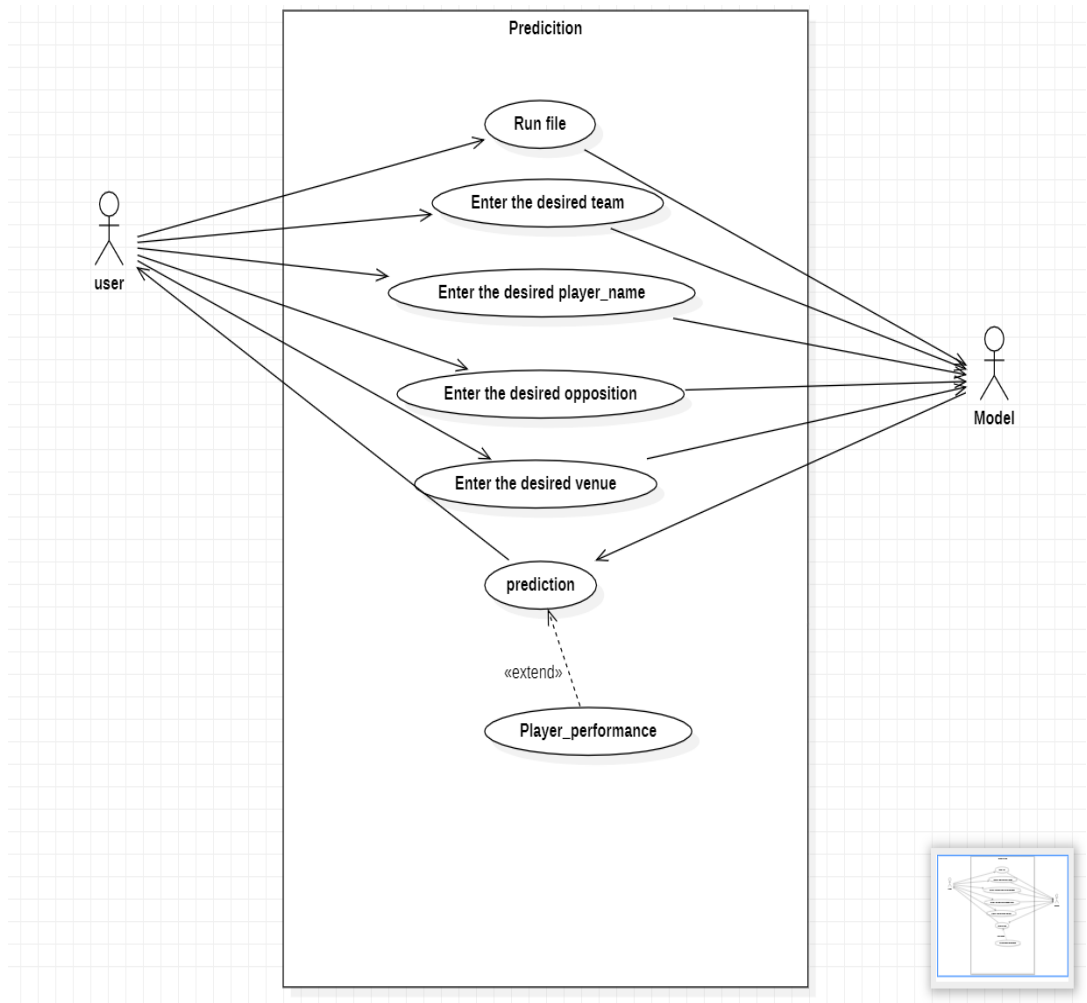 Predicition
Run file
Enter the desired team
user
Enter the desired player_name
Enter the desired opposition
Model
Enter the desired venue
prediction
«extend»
Player_performance